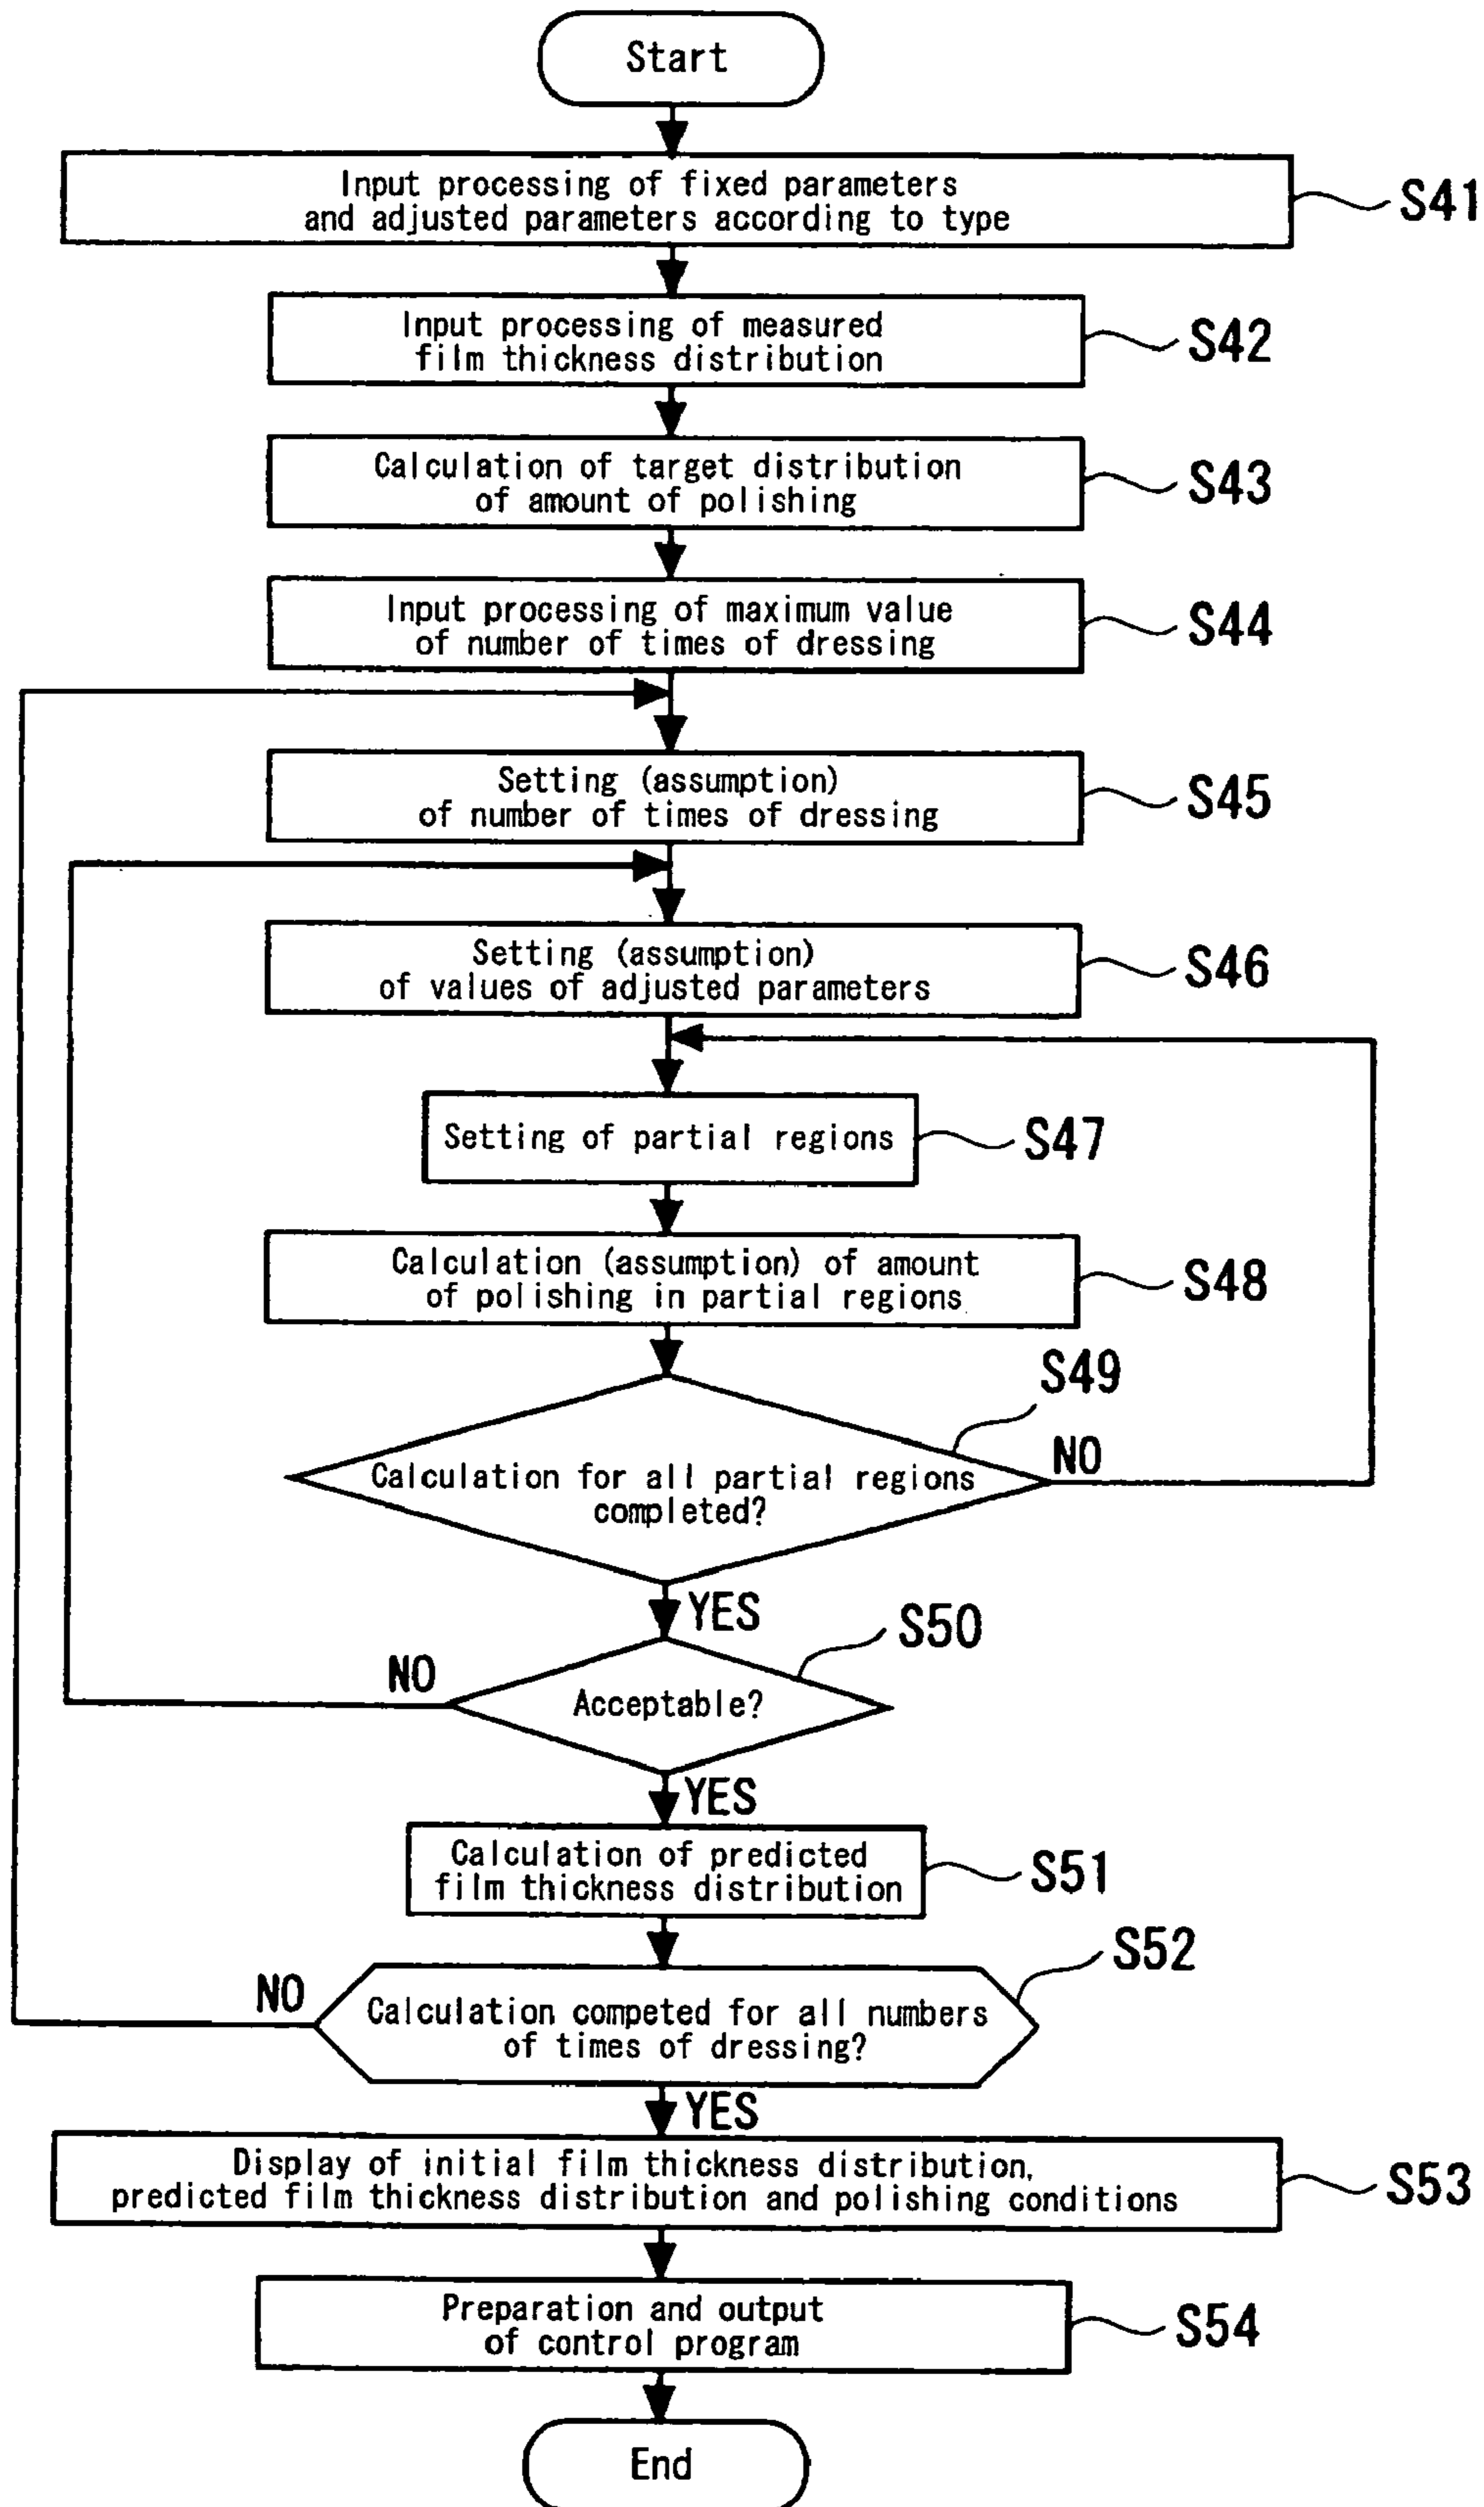 Start
Input processing of fixed parameters
and adjusted parameters according to type
S41
Input processing of measured
film thickness distribution
S42
Calculation of target distribution
of amount of polishing
S43
Input processing of maximum value
of number of times of dressing
S44
Setting (assumption)
of number of times of dressing
S45
Setting (assumption)
of values of adjusted parameters
S46
Setting of partial regions
S47
Calculation (assumption) of amount
of polishing in partial regions
S48
S49
Calculation for all partial regions
completed?
NO
YES
S50
NO
Acceptable?
YES
Calculation of predicted
film thickness distribution
S51
S52
NO
Calculation competed for all numbers
of times of dressing?
YES
Display of initial film thickness distribution,
predicted film thickness distribution and polishing conditions
S53
Preparation and output
of control program
S54
End